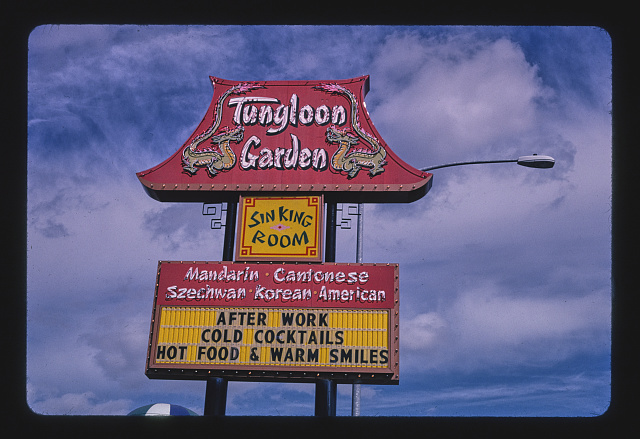 Tungloon
Garden
SIN KING
ROOM
Mandarin · Cantonese
Szechwan · Korean · American
AFTER WORK
COLD COCKTAILS
HOT FOOD & WARM SMILES